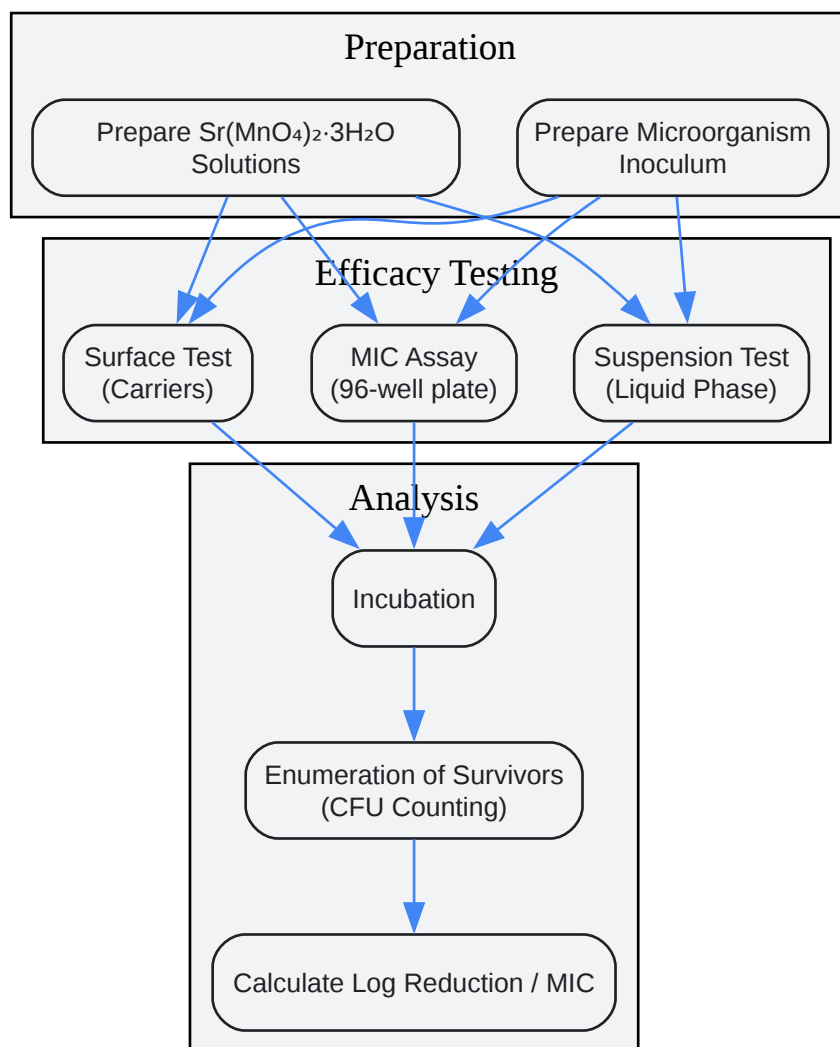 Preparation
Prepare Sr(MnO₄)₂·3H₂O
Solutions
Prepare Microorganism
Inoculum
Efficacy Testing
Surface Test
(Carriers)
MIC Assay
(96-well plate)
Suspension Test
(Liquid Phase)
Analysis
Incubation
Enumeration of Survivors
(CFU Counting)
Calculate Log Reduction / MIC